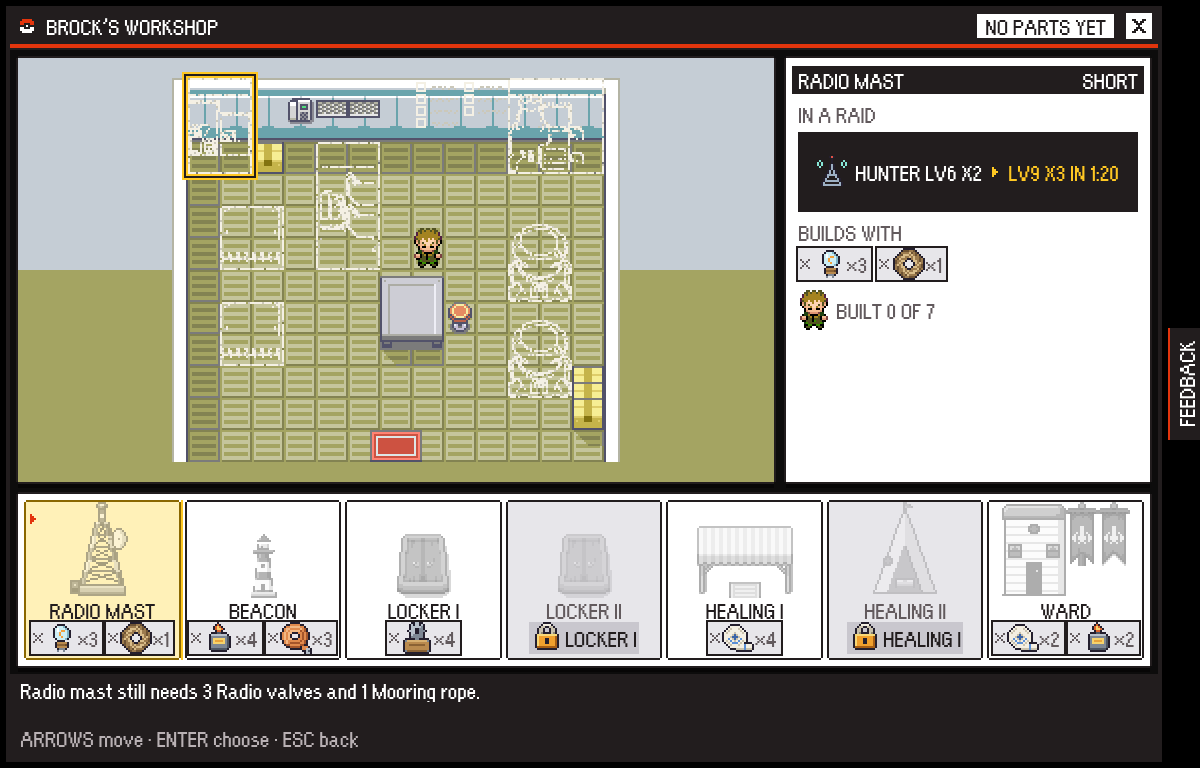 BROCK'S WORKSHOP
NO PARTS YET
X
RADIO MAST SHORT
IN A RAID
HUNTER LV6 X2 ▸ LV9 X3 IN 1:20
BUILDS WITH
× ×3 × ×1
BUILT 0 OF 7
FEEDBACK
RADIO MAST
× ×3 × ×1
BEACON
× ×4 × ×3
LOCKER I
× ×4
LOCKER II
LOCKER I
HEALING I
× ×4
HEALING II
HEALING I
WARD
× ×2 × ×2
Radio mast still needs 3 Radio valves and 1 Mooring rope.
ARROWS move · ENTER choose · ESC back